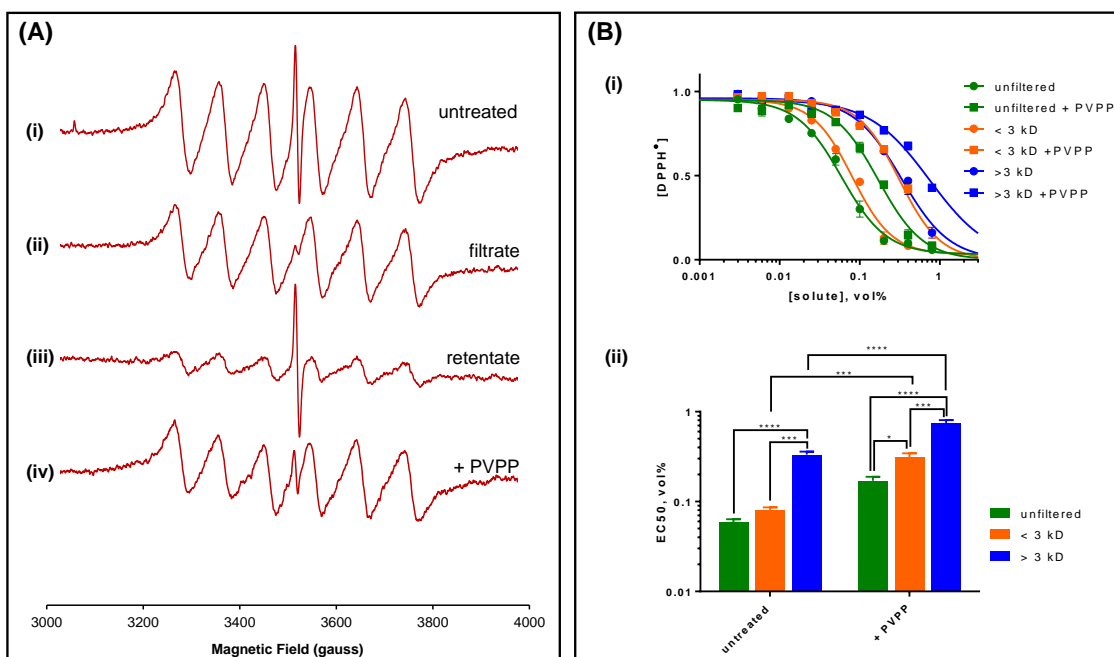 (A)
(i)
untreated
(ii)
filtrate
(iii)
retentate
(iv)
+ PVPP
3000
3200
3400
3600
3800
4000
Magnetic Field (gauss)
(B)
(i)
1.0
0.5
0.0
[DPPH•]
0.001
0.01
0.1
1
[solute], vol%
unfiltered
unfiltered + PVPP
< 3 kD
< 3 kD +PVPP
>3 kD
>3 kD +PVPP
(ii)
****
***
****
****
***
***
*
1
0.1
0.01
EC50, vol%
untreated
+ PVPP
unfiltered
< 3 kD
> 3 kD